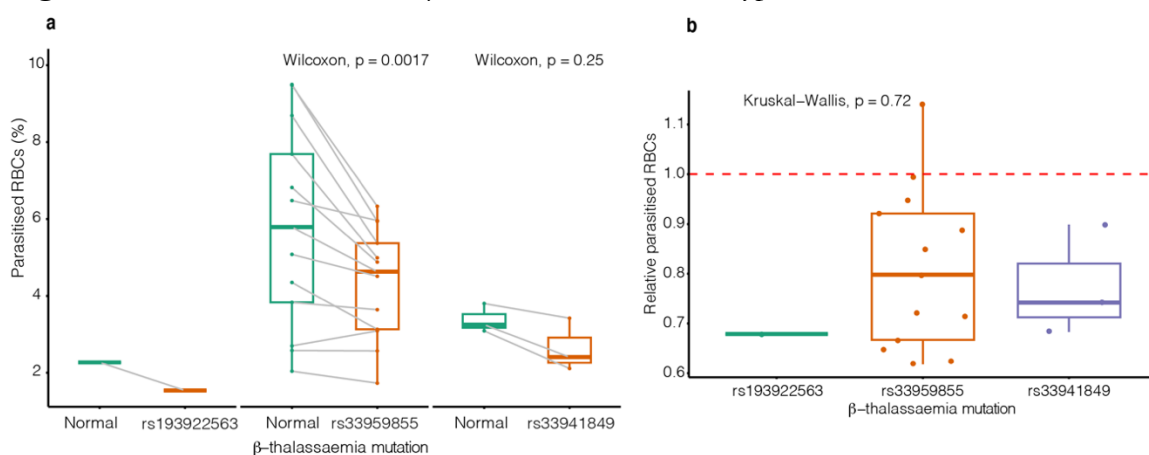 a
Wilcoxon, p = 0.0017 Wilcoxon, p = 0.25
Parasitised RBCs (%)
10
8
6
4
2
Normal rs193922563 Normal rs33959855 Normal rs33941849
β−thalassaemia mutation
b
Kruskal−Wallis, p = 0.72
Relative parasitised RBCs
1.1
1.0
0.9
0.8
0.7
0.6
rs193922563 rs33959855 rs33941849
β−thalassaemia mutation